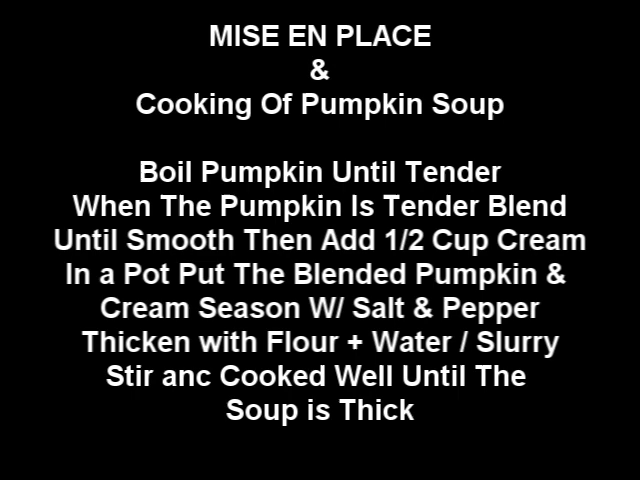 MISE EN PLACE
&
Cooking Of Pumpkin Soup
Boil Pumpkin Until Tender
When The Pumpkin Is Tender Blend
Until Smooth Then Add 1/2 Cup Cream
In a Pot Put The Blended Pumpkin &
Cream Season W/ Salt & Pepper
Thicken with Flour + Water / Slurry
Stir anc Cooked Well Until The
Soup is Thick